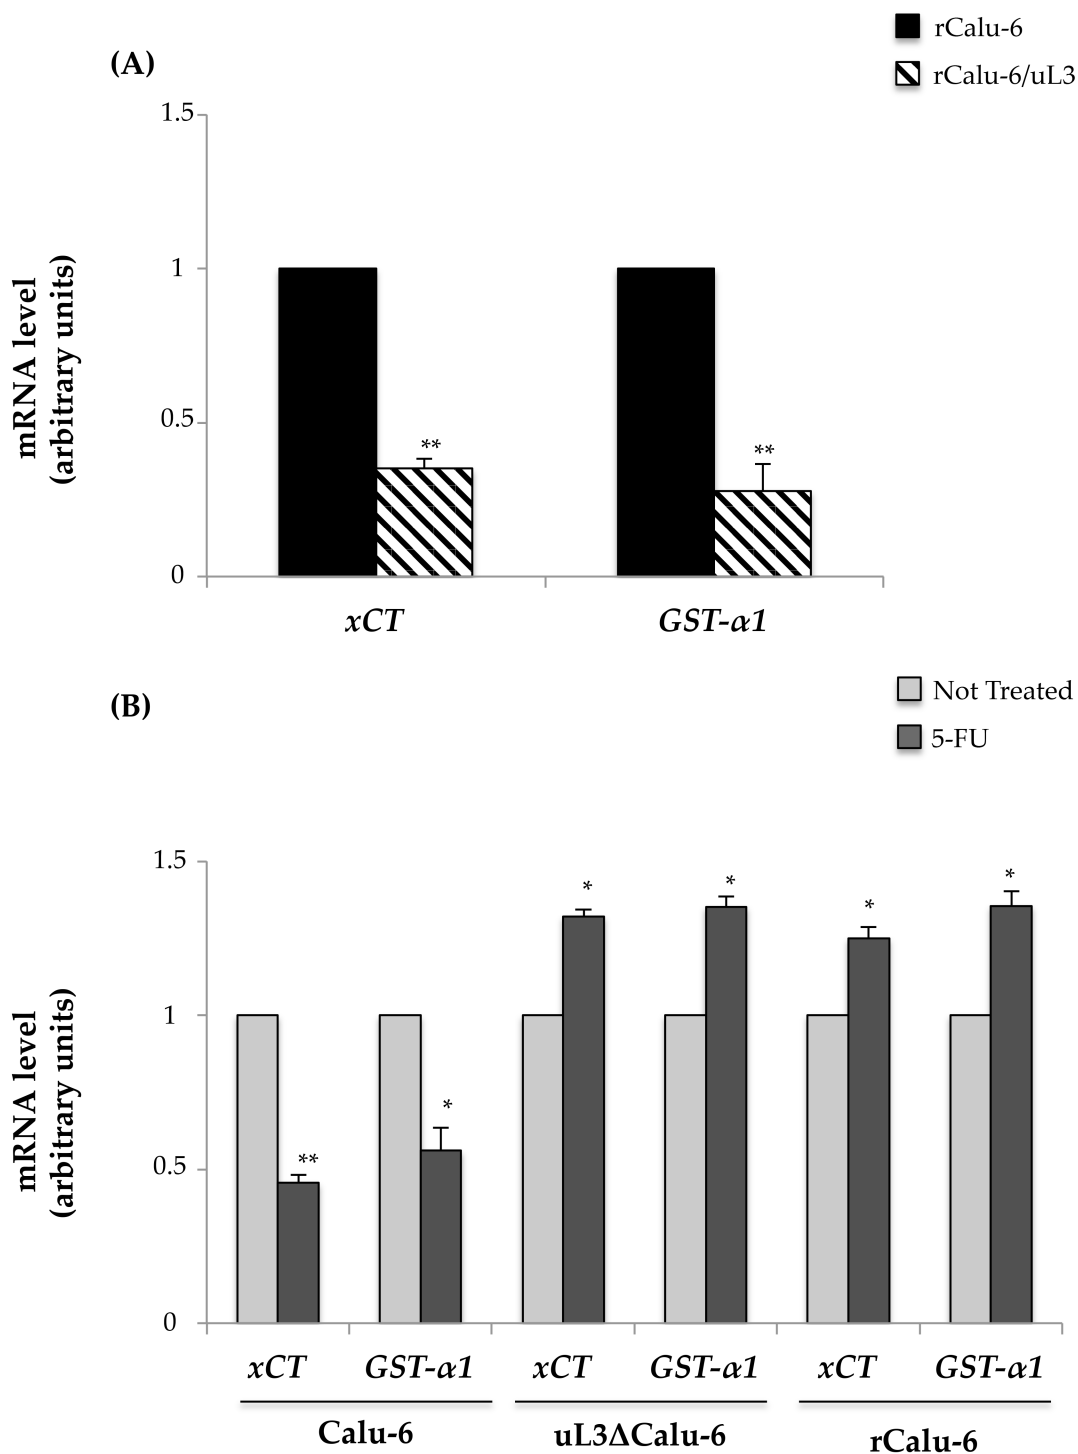 rCalu-6
rCalu-6/uL3
(A)
1.5
1
0.5
0
mRNA level
(arbitrary units)
**
**
xCT
GST-α1
Not Treated
5-FU
(B)
1.5
1
0.5
0
mRNA level
(arbitrary units)
**
*
*
*
*
*
xCT
GST-α1
xCT
GST-α1
xCT
GST-α1
Calu-6
uL3ΔCalu-6
rCalu-6